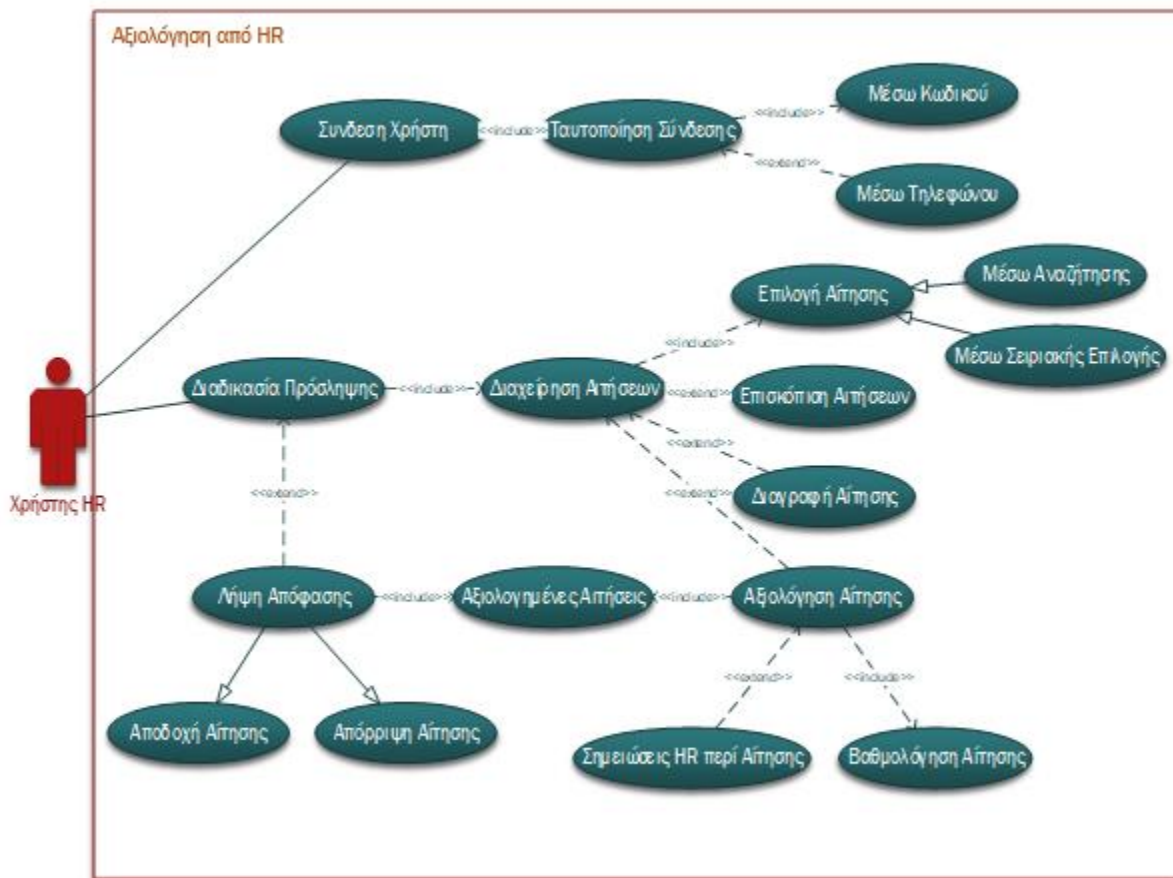 Αξιολόγηση από HR
Μέσω Κωδικού
Συνδεση Χρήστη
<<include>>
Ταυτοποίηση Σύνδεσης
<<include>>
<<extend>>
Μέσω Τηλεφώνου
Μέσω Αναζήτησης
Επιλογή Αίτησης
<<include>>
Μέσω Σειριακής Επιλογής
Διαδικασία Πρόσληψης
<<include>>
Διαχείρηση Αιτήσεων
<<extend>>
Επισκόπιση Αιτήσεων
<<extend>>
Χρήστης HR
<<extend>>
<<extend>>
Διαγραφή Αίτησης
Λήψη Απόφασης
<<include>>
Αξιολογημένες Αιτήσεις
<<include>>
Αξιολόγηση Αίτησης
<<extend>>
<<include>>
Αποδοχή Αίτησης
Απόρριψη Αίτησης
Σημειώσεις HR περί Αίτησης
Βαθμολόγηση Αίτησης